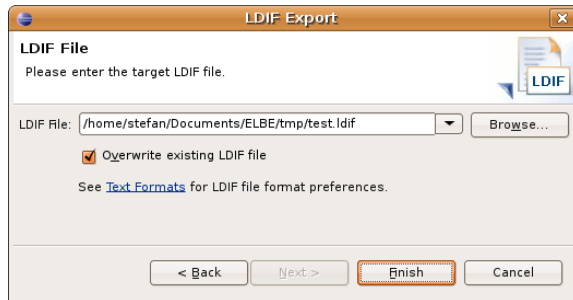 LDIF Export
LDIF File
Please enter the target LDIF file.
LDIF
LDIF File: /home/stefan/Documents/ELBE/tmp/test.ldif Browse...
Overwrite existing LDIF file
See Text Formats for LDIF file format preferences.
< Back Next > Finish Cancel